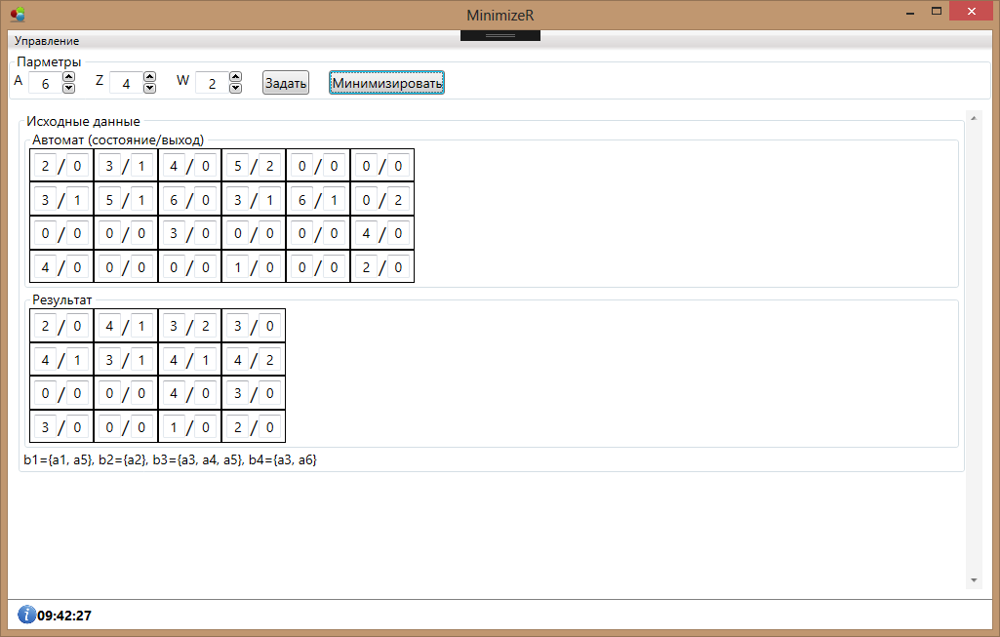 MinimizeR
Управление
Парметры
A 6 Z 4 W 2 Задать Минимизировать
Исходные данные
Автомат (состояние/выход)
2 / 0 3 / 1 4 / 0 5 / 2 0 / 0 0 / 0
3 / 1 5 / 1 6 / 0 3 / 1 6 / 1 0 / 2
0 / 0 0 / 0 3 / 0 0 / 0 0 / 0 4 / 0
4 / 0 0 / 0 0 / 0 1 / 0 0 / 0 2 / 0
Результат
2 / 0 4 / 1 3 / 2 3 / 0
4 / 1 3 / 1 4 / 1 4 / 2
0 / 0 0 / 0 4 / 0 3 / 0
3 / 0 0 / 0 1 / 0 2 / 0
b1={a1, a5}, b2={a2}, b3={a3, a4, a5}, b4={a3, a6}
09:42:27